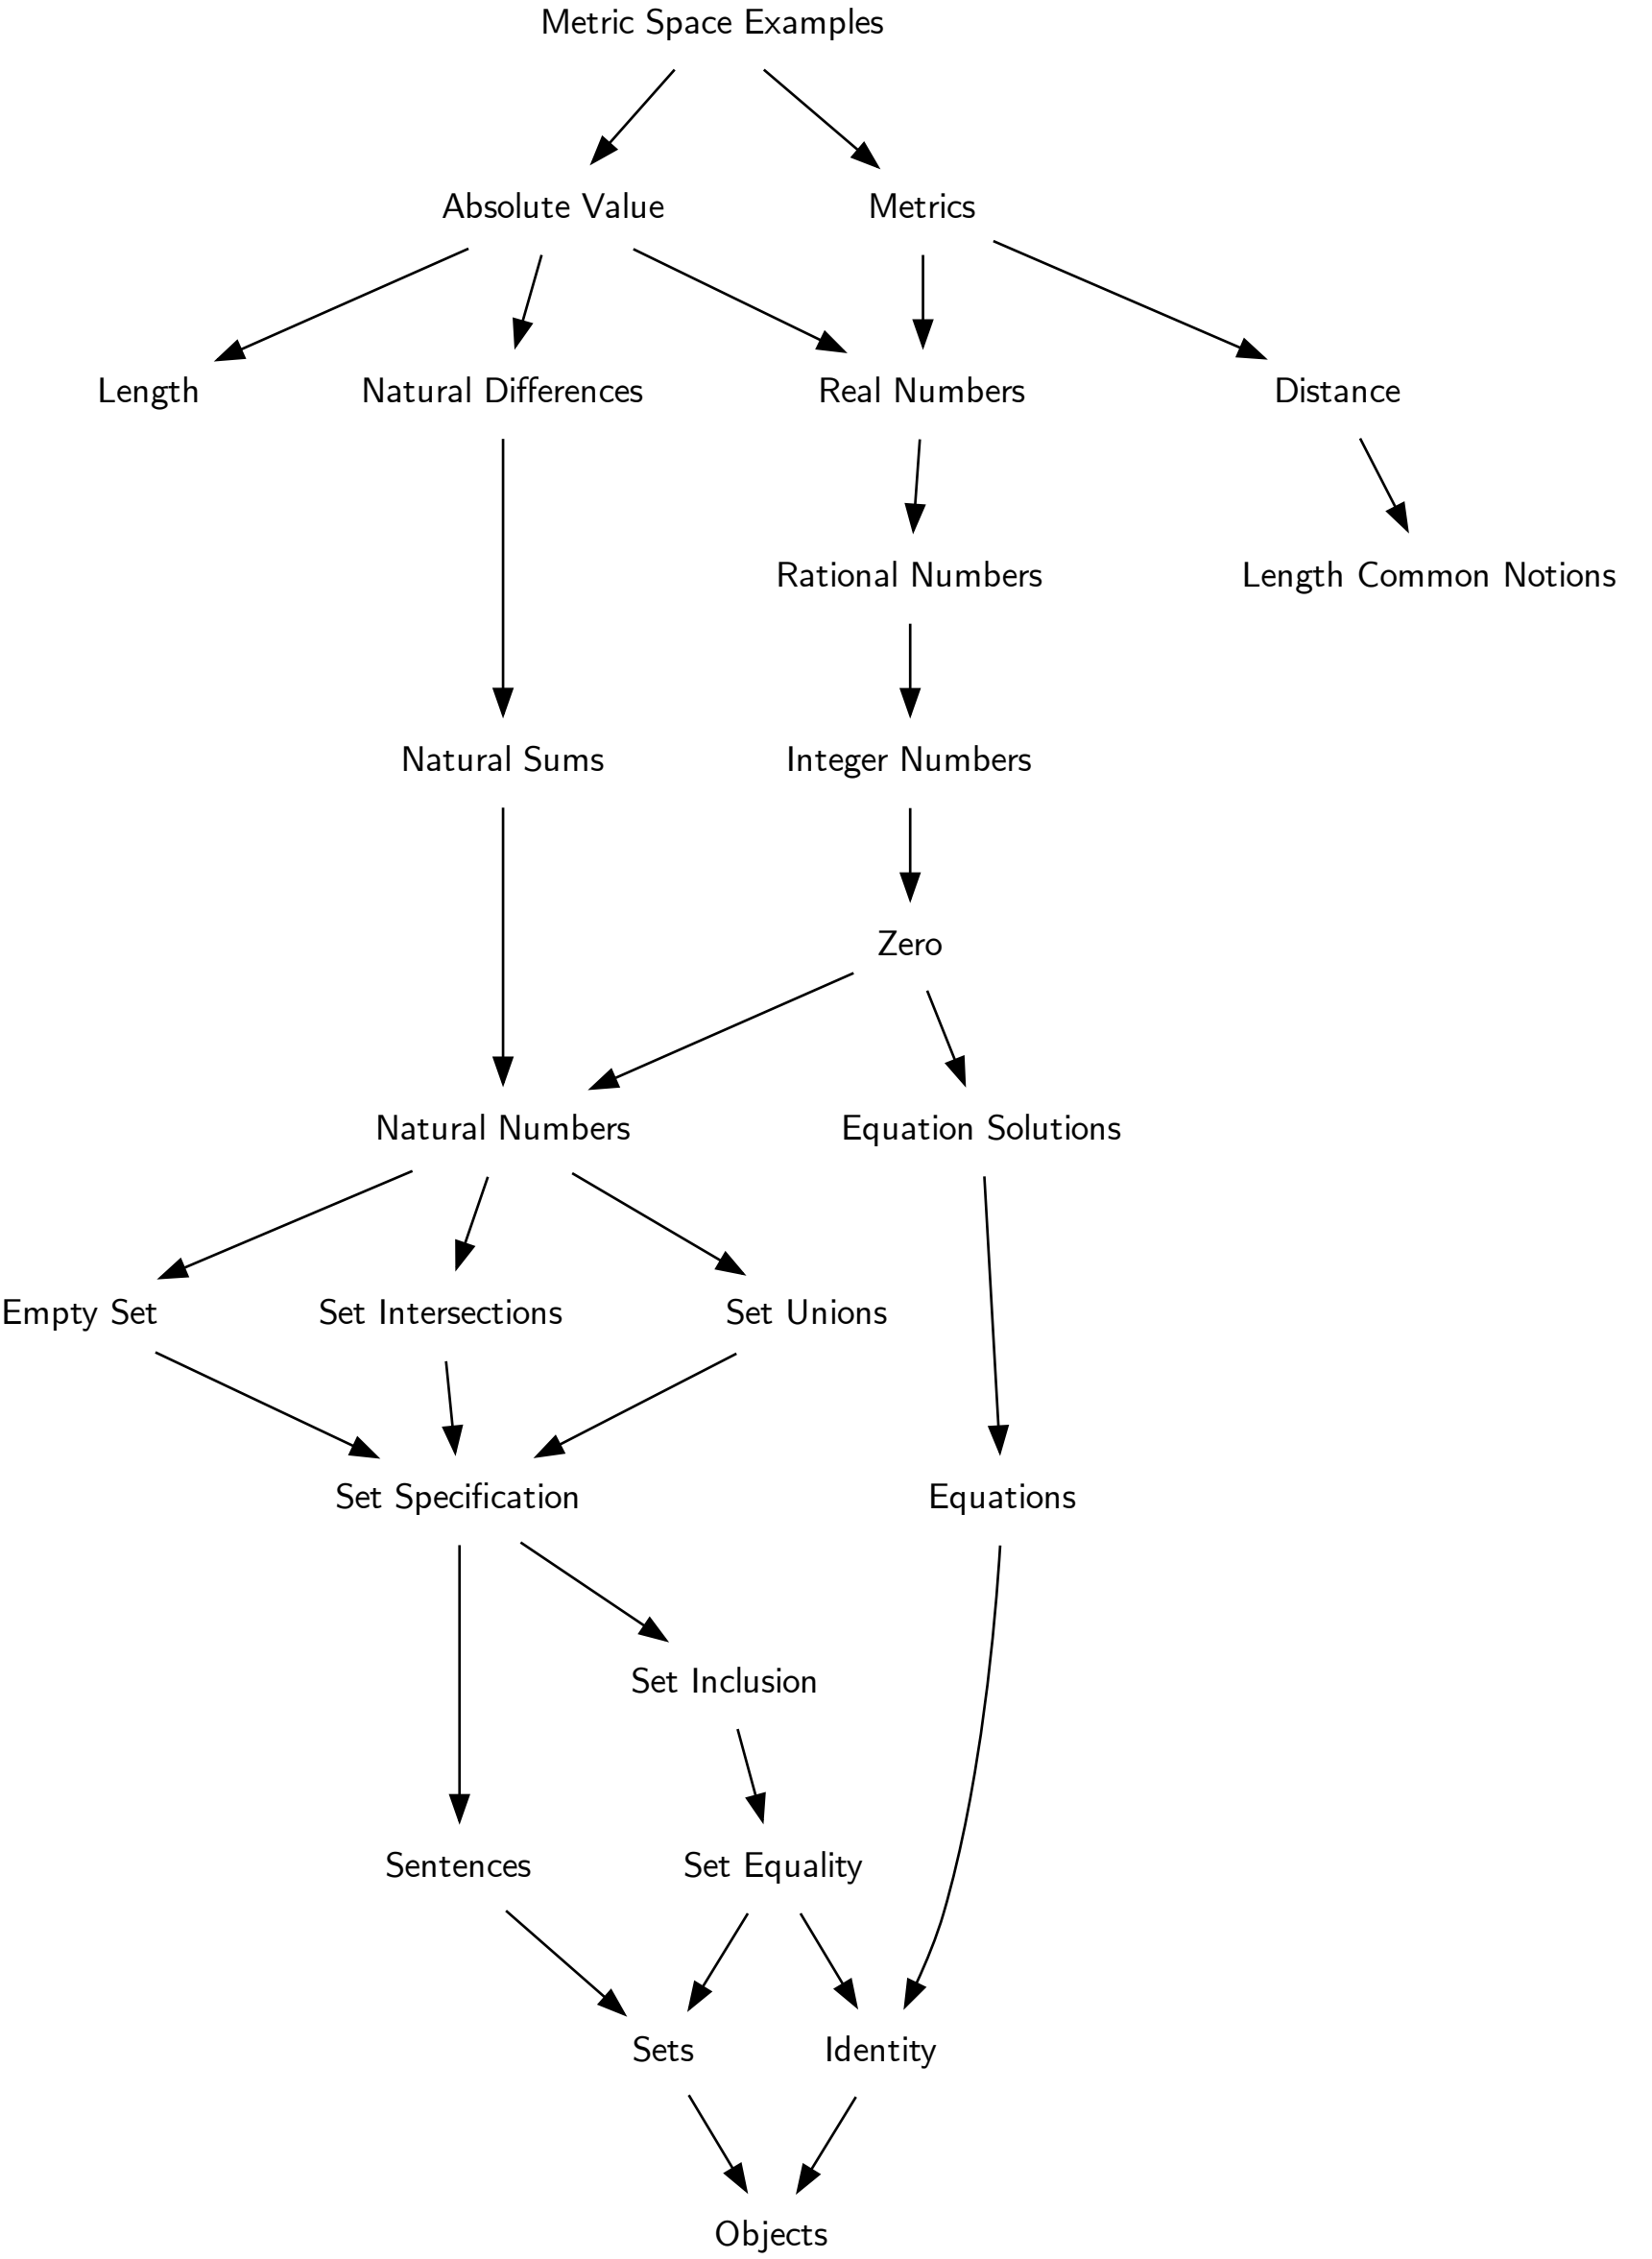 Metric Space Examples
Absolute Value
Metrics
Length
Natural Differences
Real Numbers
Distance
Rational Numbers
Length Common Notions
Natural Sums
Integer Numbers
Zero
Natural Numbers
Equation Solutions
Empty Set
Set Intersections
Set Unions
Set Specification
Equations
Set Inclusion
Sentences
Set Equality
Sets
Identity
Objects